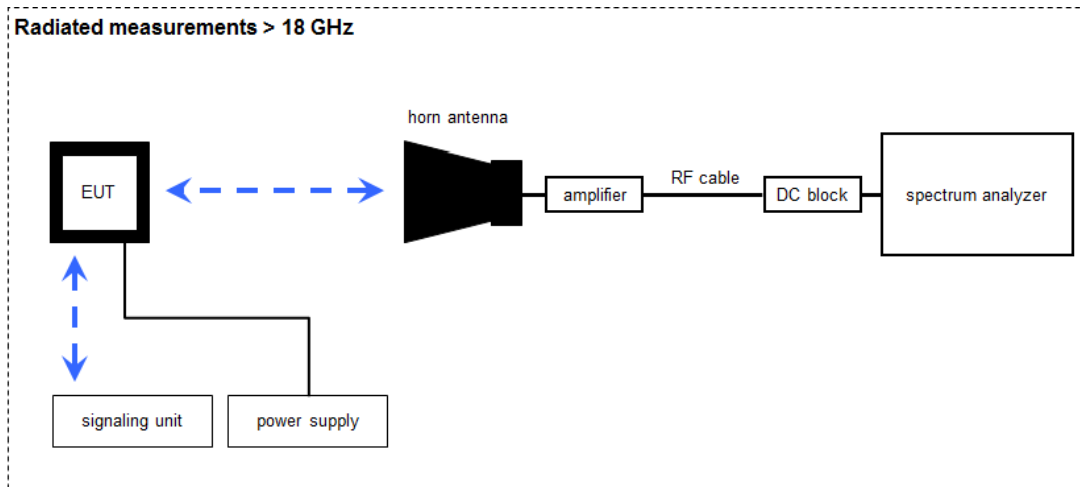 Radiated measurements > 18 GHz
horn antenna
EUT
amplifier
RF cable
DC block
spectrum analyzer
signaling unit
power supply